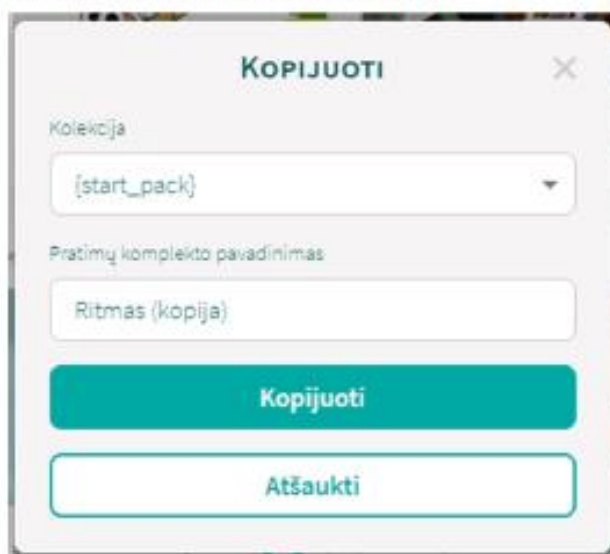 Kopijuoti
Kolekcija
{start_pack}
Pratimų komplekto pavadinimas
Ritmas (kopija)
Kopijuoti
Atšaukti